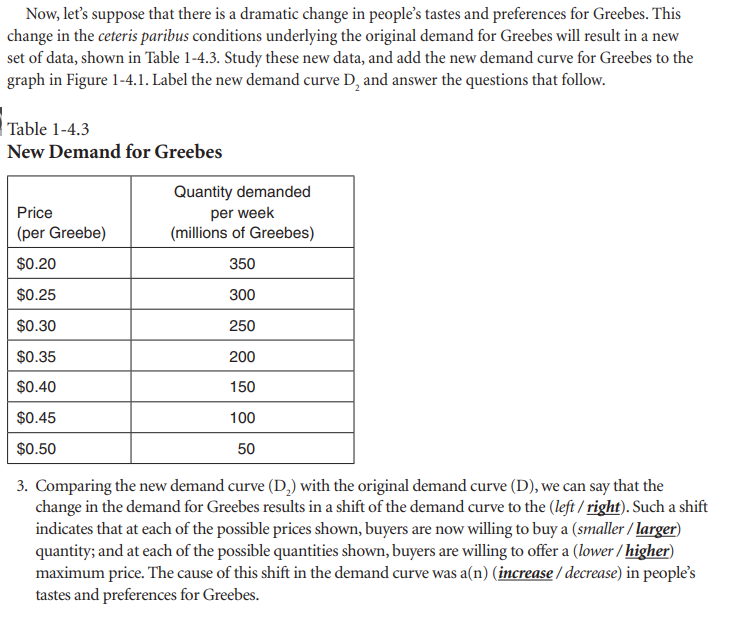 Now, let's suppose that there is a dramatic change in people's tastes and preferences for Greebes. This
change in the ceteris paribus conditions underlying the original demand for Greebes will result in a new
set of data, shown in Table 1-4.3. Study these new data, and add the new demand curve for Greebes to the
graph in Figure 1-4.1. Label the new demand curve D₂ and answer the questions that follow.
Table 1-4.3
New Demand for Greebes
Price (per Greebe) Quantity demanded per week (millions of Greebes)
$0.20 350
$0.25 300
$0.30 250
$0.35 200
$0.40 150
$0.45 100
$0.50 50
3. Comparing the new demand curve (D₂) with the original demand curve (D), we can say that the
change in the demand for Greebes results in a shift of the demand curve to the (left / right). Such a shift
indicates that at each of the possible prices shown, buyers are now willing to buy a (smaller / larger)
quantity; and at each of the possible quantities shown, buyers are willing to offer a (lower / higher)
maximum price. The cause of this shift in the demand curve was a(n) (increase / decrease) in people's
tastes and preferences for Greebes.